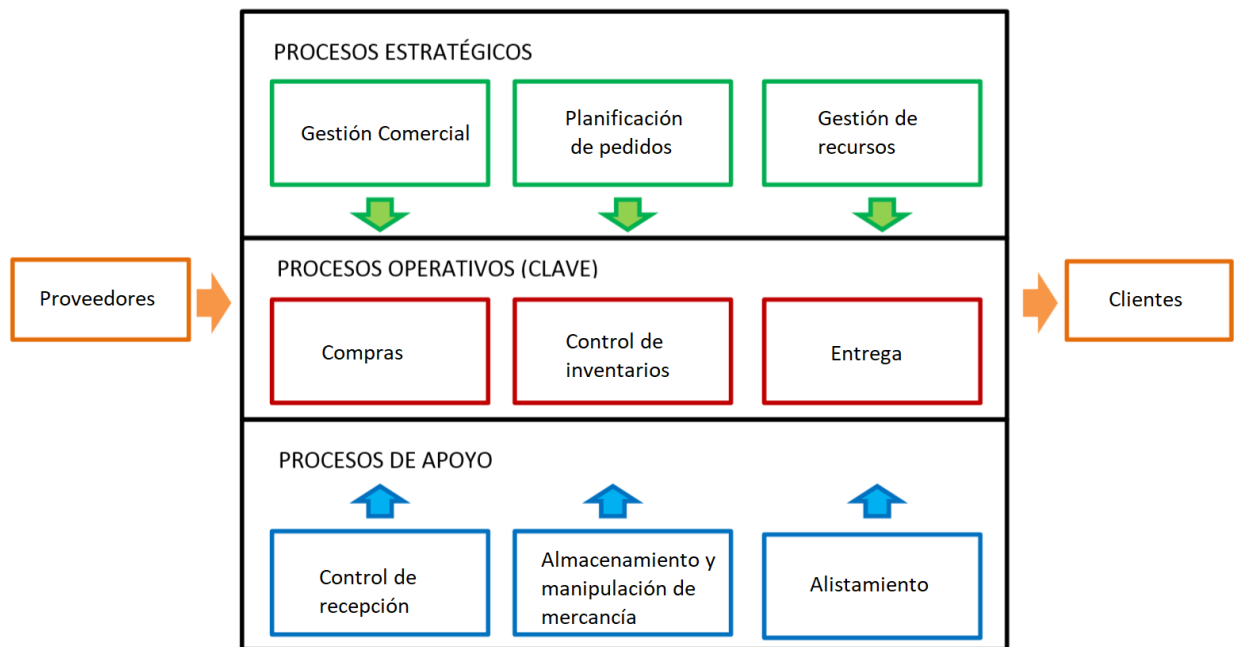 PROCESOS ESTRATÉGICOS
Gestión Comercial
Planificación
de pedidos
Gestión de
recursos
PROCESOS OPERATIVOS (CLAVE)
Proveedores
Compras
Control de
inventarios
Entrega
Clientes
PROCESOS DE APOYO
Control de
recepción
Almacenamiento y
manipulación de
mercancía
Alistamiento